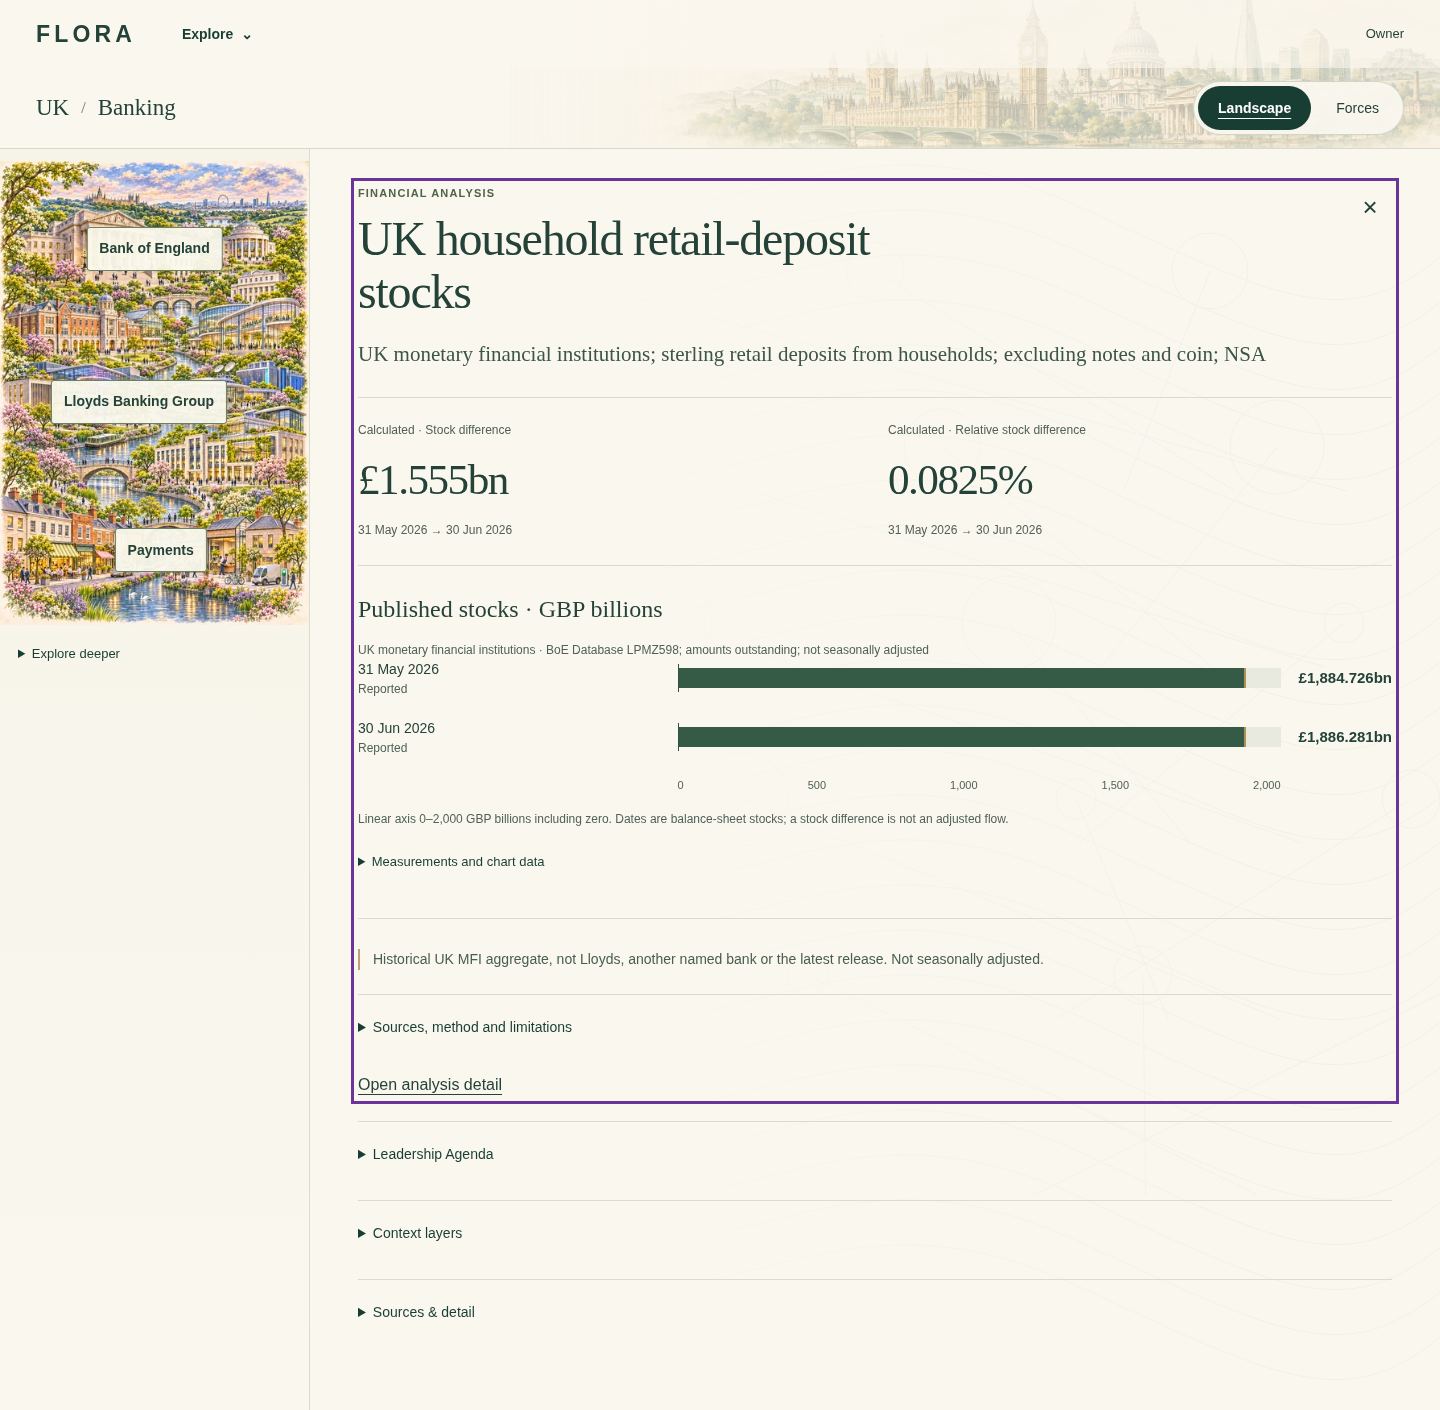 FLORA
Explore
Owner
UK / Banking
Landscape
Forces
Bank of England
Lloyds Banking Group
Payments
▶ Explore deeper
FINANCIAL ANALYSIS
✕
UK household retail-deposit
stocks
UK monetary financial institutions; sterling retail deposits from households; excluding notes and coin; NSA
Calculated · Stock difference
£1.555bn
31 May 2026 → 30 Jun 2026
Calculated · Relative stock difference
0.0825%
31 May 2026 → 30 Jun 2026
Published stocks · GBP billions
UK monetary financial institutions · BoE Database LPMZ598; amounts outstanding; not seasonally adjusted
31 May 2026
Reported
£1,884.726bn
30 Jun 2026
Reported
£1,886.281bn
0 500 1,000 1,500 2,000
Linear axis 0–2,000 GBP billions including zero. Dates are balance-sheet stocks; a stock difference is not an adjusted flow.
▶ Measurements and chart data
Historical UK MFI aggregate, not Lloyds, another named bank or the latest release. Not seasonally adjusted.
▶ Sources, method and limitations
Open analysis detail
▶ Leadership Agenda
▶ Context layers
▶ Sources & detail